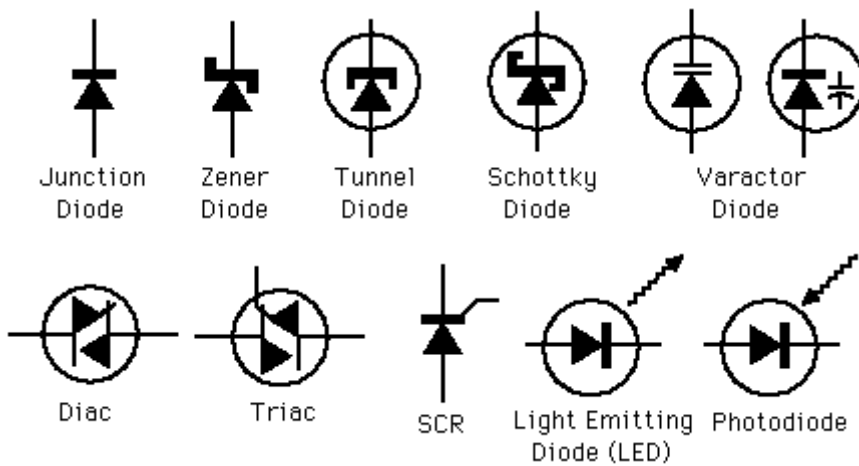 Junction
Diode
Zener
Diode
Tunnel
Diode
Schottky
Diode
Varactor
Diode
Diac
Triac
SCR
Light Emitting
Diode (LED)
Photodiode